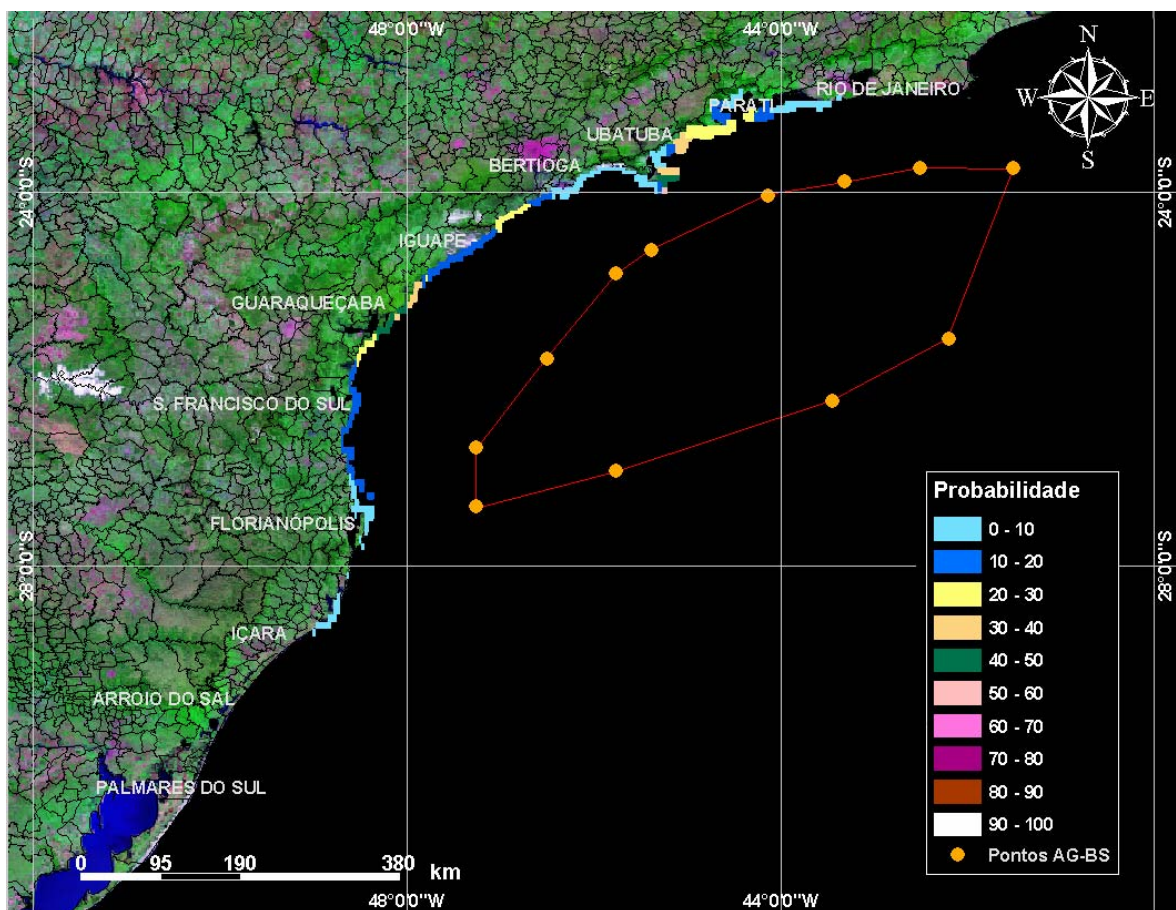 48°0'0"W
44°0'0"W
N
W
E
S
RIO DE JANEIRO
PARATI
UBATUBA
BERTIOGA
24°0'0"S
24°0'0"S
IGUAPE
GUARAQUEÇABA
S. FRANCISCO DO SUL
FLORIANÓPOLIS
28°0'0"S
28°0'0"S
IÇARA
ARROIO DO SAL
PALMARES DO SUL
Probabilidade
0 - 10
10 - 20
20 - 30
30 - 40
40 - 50
50 - 60
60 - 70
70 - 80
80 - 90
90 - 100
Pontos AG-BS
0 95 190 380 km
48°0'0"W
44°0'0"W